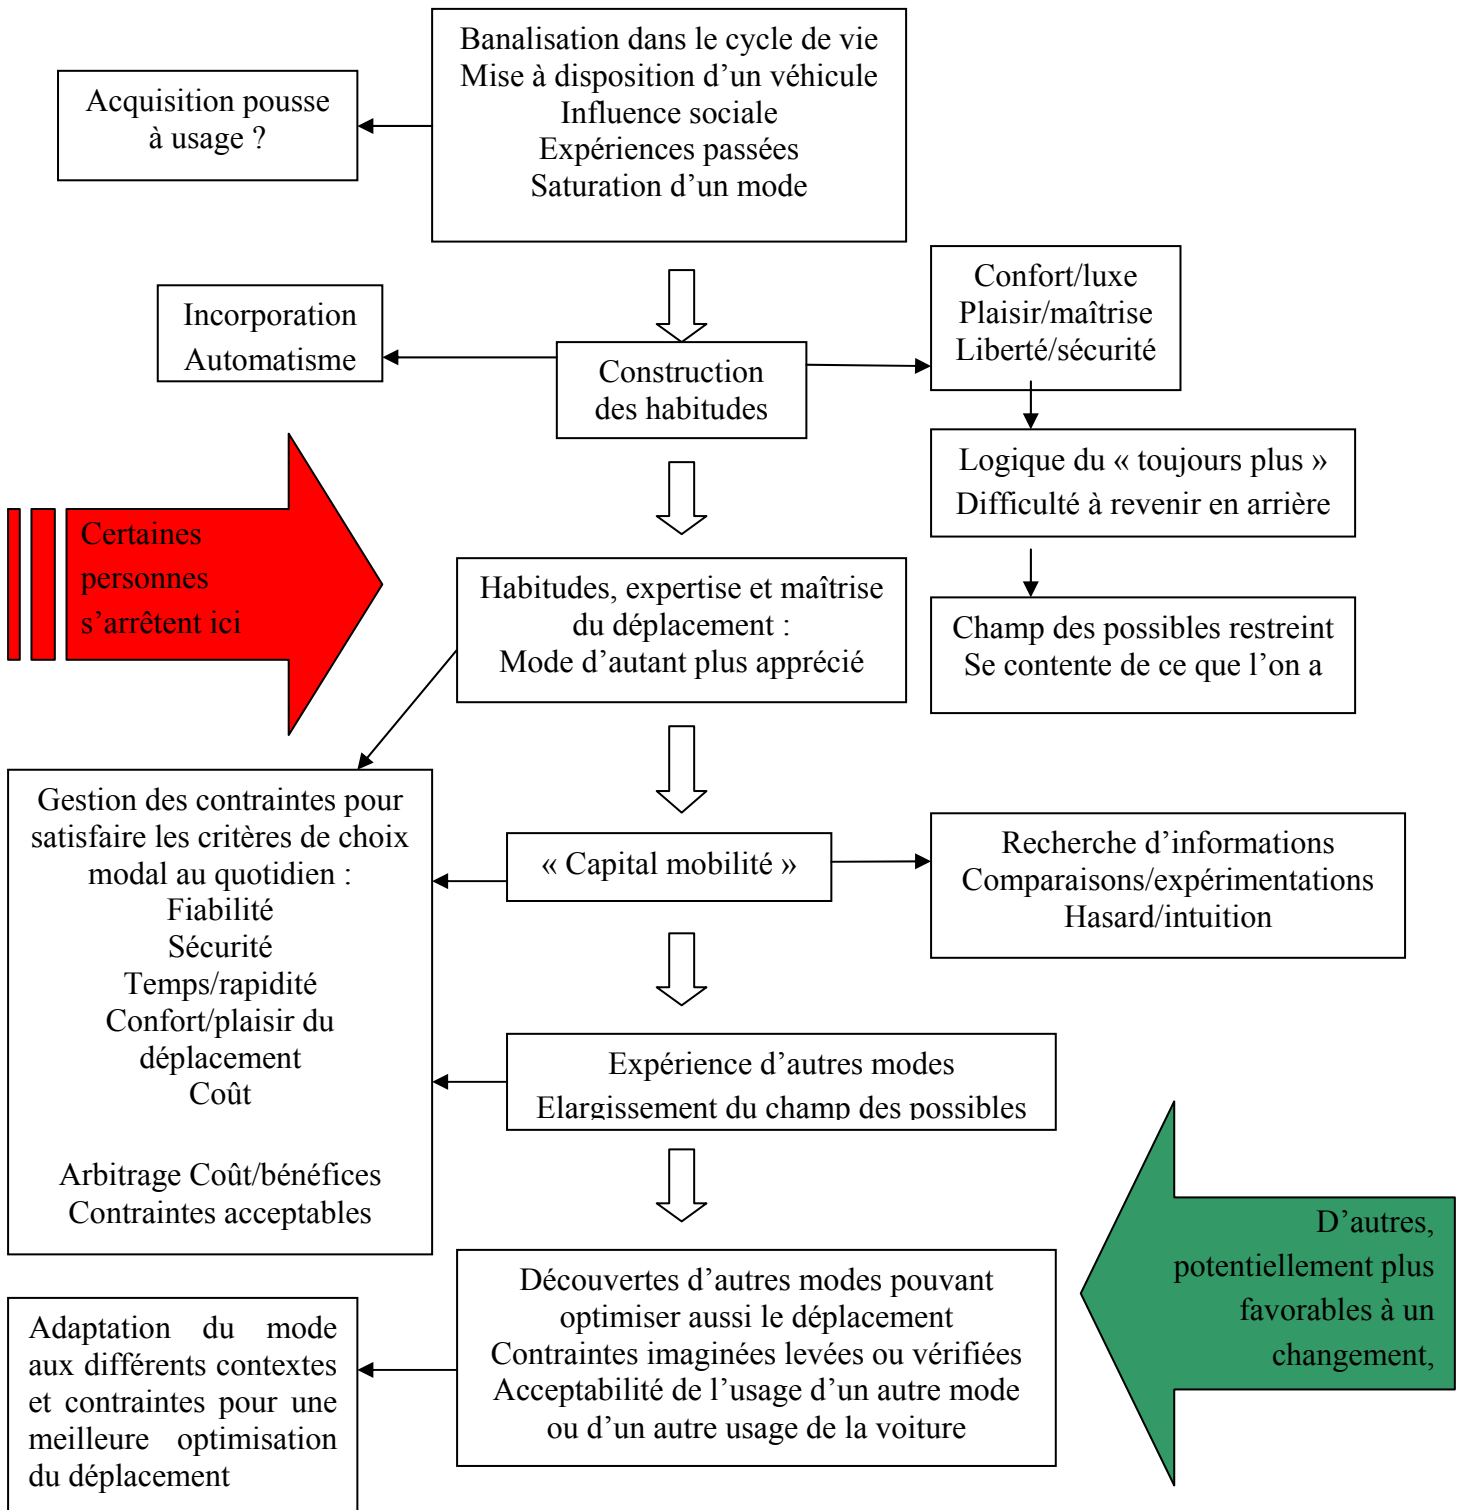 Banalisation dans le cycle de vie
Mise à disposition d’un véhicule
Influence sociale
Expériences passées
Saturation d’un mode
Acquisition pousse
à usage ?
Incorporation
Automatisme
Construction
des habitudes
Confort/luxe
Plaisir/maîtrise
Liberté/sécurité
Logique du « toujours plus »
Difficulté à revenir en arrière
Certaines
personnes
s’arrêtent ici
Habitudes, expertise et maîtrise
du déplacement :
Mode d’autant plus apprécié
Champ des possibles restreint
Se contente de ce que l’on a
Gestion des contraintes pour
satisfaire les critères de choix
modal au quotidien :
Fiabilité
Sécurité
Temps/rapidité
Confort/plaisir du
déplacement
Coût
Arbitrage Coût/bénéfices
Contraintes acceptables
« Capital mobilité »
Recherche d’informations
Comparaisons/expérimentations
Hasard/intuition
Expérience d’autres modes
Elargissement du champ des possibles
D’autres,
potentiellement plus
favorables à un
changement,
Découvertes d’autres modes pouvant
optimiser aussi le déplacement
Contraintes imaginées levées ou vérifiées
Acceptabilité de l’usage d’un autre mode
ou d’un autre usage de la voiture
Adaptation du mode
aux différents contextes
et contraintes pour une
meilleure optimisation
du déplacement